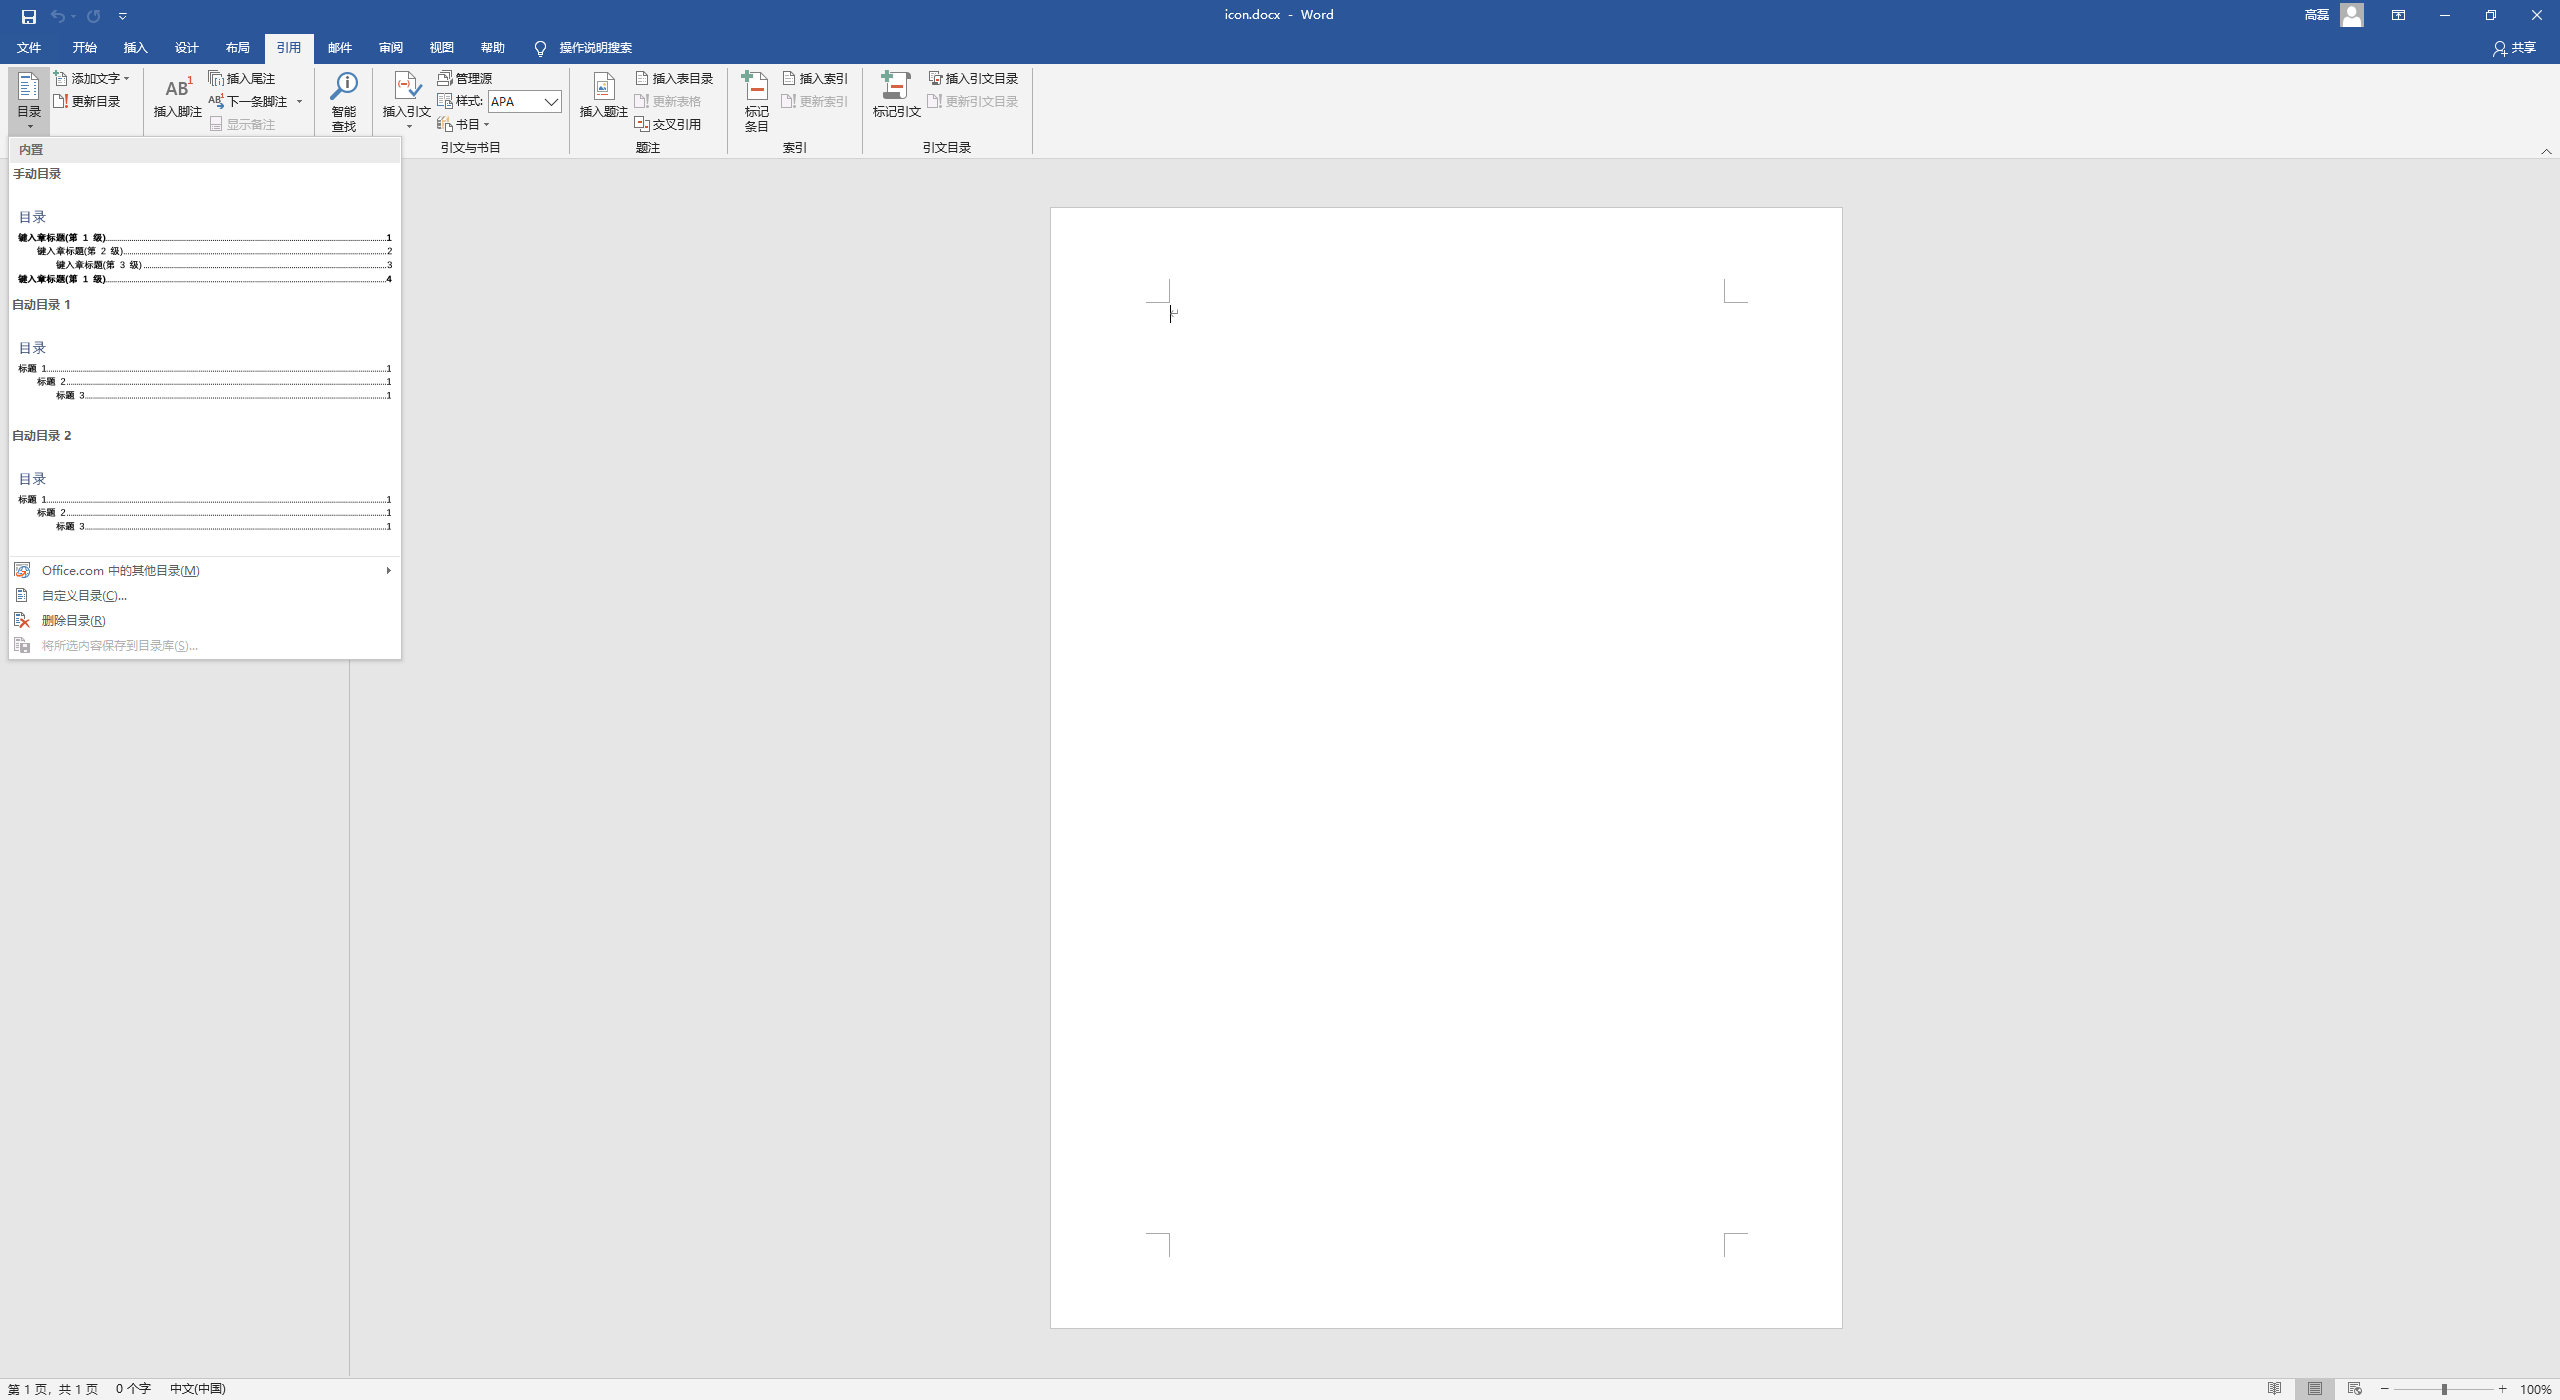 icon.docx - Word
高磊
文件 开始 插入 设计 布局 引用 邮件 审阅 视图 帮助 操作说明搜索 共享
目录
添加文字
更新目录
AB1
插入脚注
插入尾注
下一条脚注
显示备注
智能
查找
插入引文
管理源
样式: APA
书目
引文与书目
插入题注
插入表目录
更新表格
交叉引用
题注
标记
条目
插入索引
更新索引
索引
标记引文
插入引文目录
更新引文目录
引文目录
内置
手动目录
目录
键入章标题(第 1 级)1
键入章标题(第 2 级)2
键入章标题(第 3 级)3
键入章标题(第 1 级)4
自动目录 1
目录
标题 1 1
标题 2 1
标题 3 1
自动目录 2
目录
标题 1 1
标题 2 1
标题 3 1
Office.com 中的其他目录(M)
自定义目录(C)...
删除目录(R)
将所选内容保存到目录库(S)...
第 1 页，共 1 页 0 个字 中文(中国) 100%